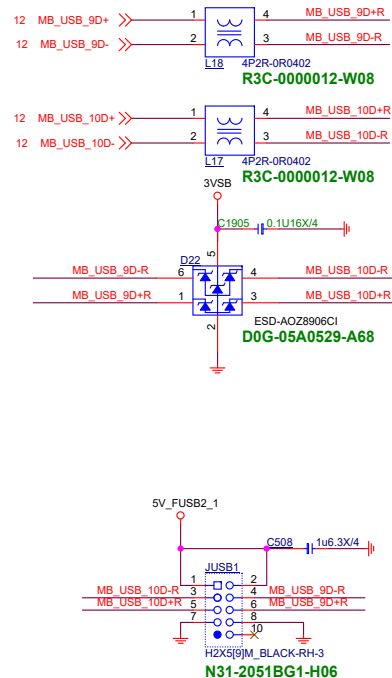 12 MB_USB_9D+ 1 4 MB_USB_9D+R
12 MB_USB_9D- 2 3 MB_USB_9D-R
L18 4P2R-0R0402
R3C-0000012-W08
12 MB_USB_10D+ 1 4 MB_USB_10D+R
12 MB_USB_10D- 2 3 MB_USB_10D-R
L17 4P2R-0R0402
R3C-0000012-W08
3VSB
C1905 0.1U16X/4
D22 5
MB_USB_9D-R 6 4 MB_USB_10D-R
MB_USB_9D+R 1 3 MB_USB_10D+R
2 ESD-AOZ8906CI
D0G-05A0529-A68
5V_FUSB2_1
C508 1u6.3X/4
JUSB1
1 2
MB_USB_10D-R 3 4 MB_USB_9D-R
MB_USB_10D+R 5 6 MB_USB_9D+R
7 8
10
H2X5[9]M_BLACK-RH-3
N31-2051BG1-H06